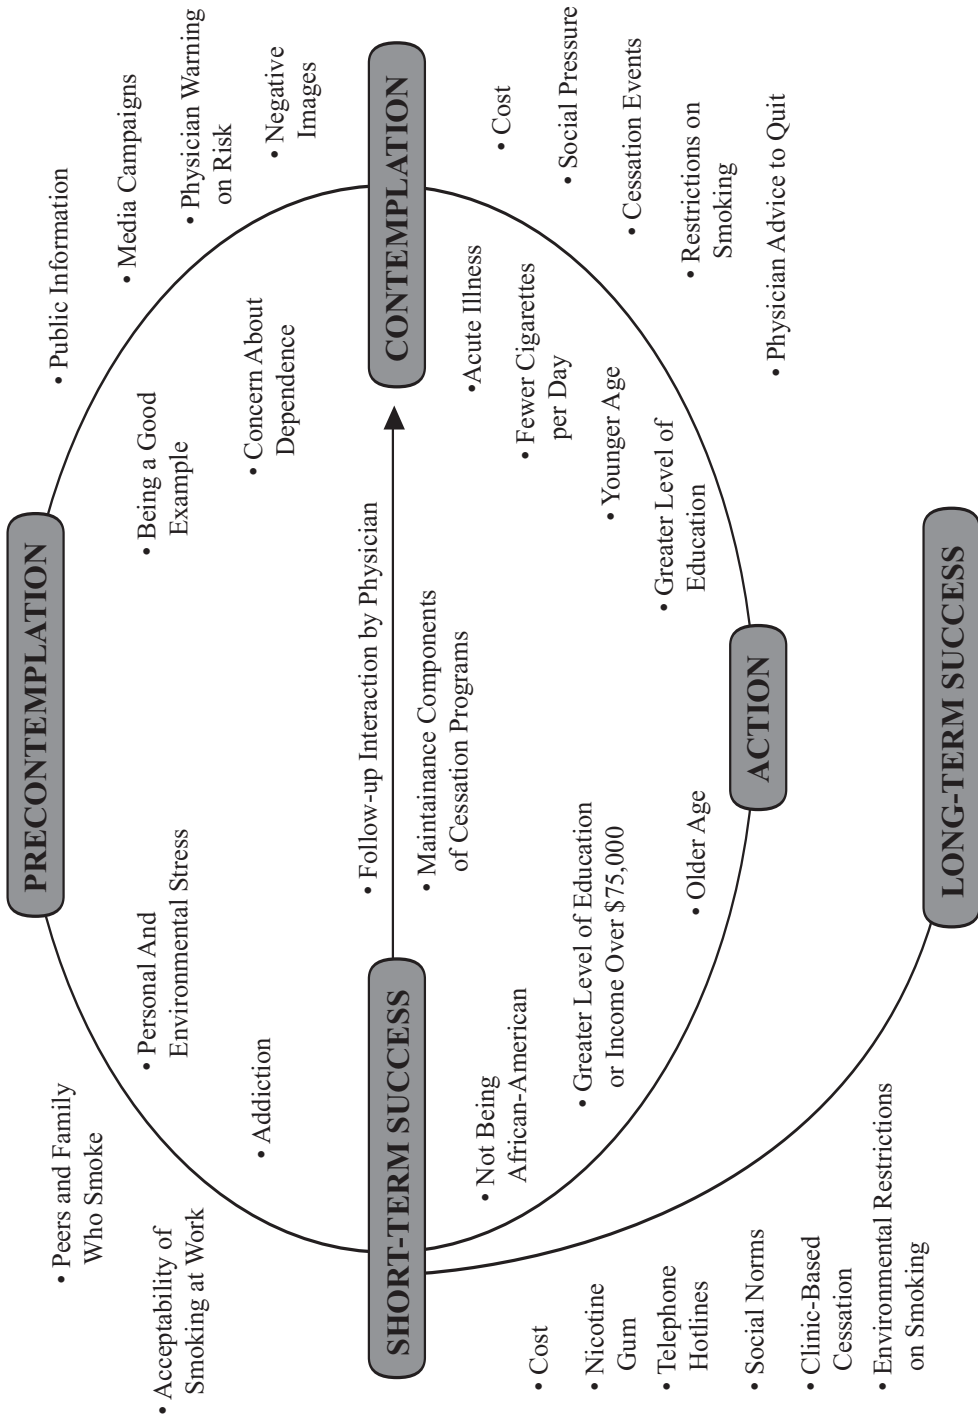 PRECONTEMPLATION
• Peers and Family
Who Smoke
• Acceptability of
Smoking at Work
• Personal And
Environmental Stress
• Addiction
• Public Information
• Media Campaigns
• Physician Warning
on Risk
• Negative
Images
• Being a Good
Example
• Concern About
Dependence
SHORT-TERM SUCCESS
• Follow-up Interaction by Physician
• Maintainance Components
of Cessation Programs
CONTEMPLATION
• Cost
• Nicotine
Gum
• Telephone
Hotlines
• Social Norms
• Clinic-Based
Cessation
• Environmental Restrictions
on Smoking
• Not Being
African-American
• Greater Level of Education
or Income Over $75,000
• Older Age
•Acute Illness
• Fewer Cigarettes
per Day
• Younger Age
• Greater Level of
Education
• Cost
• Social Pressure
• Cessation Events
• Restrictions on
Smoking
• Physician Advice to Quit
ACTION
LONG-TERM SUCCESS